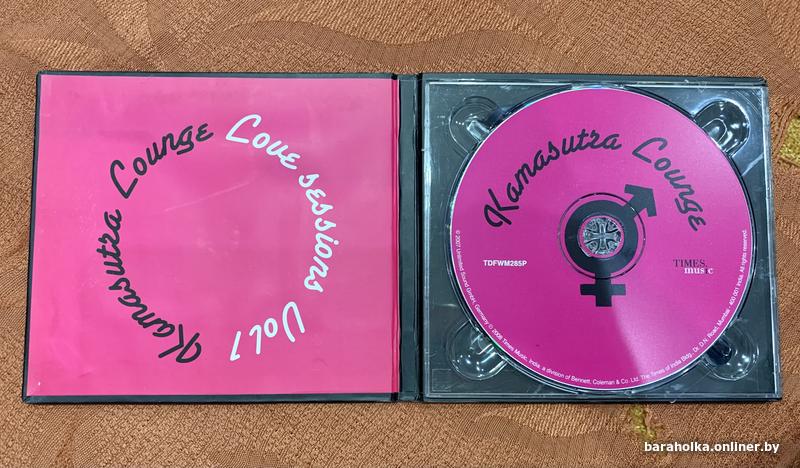 Kamasutra Lounge Love sessions Vol 1
Kamasutra Lounge
TDFWM285P
TIMES
music
© 2007 Unlimited Sound GmbH, Germany © 2008 Times Music, India, a division of Bennett, Coleman & Co. Ltd. The Times of India Bldg., Dr. D.N. Road, Mumbai - 400 001 India. All rights reserved.
baraholka.onliner.by